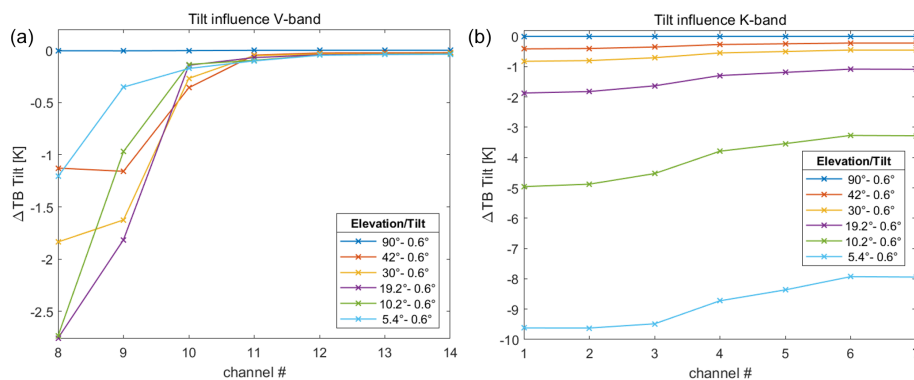 (a)
Tilt influence V-band
0
-0.5
-1
-1.5
-2
-2.5
Δ TB Tilt [K]
Elevation/Tilt
90°- 0.6°
42°- 0.6°
30°- 0.6°
19.2°- 0.6°
10.2°- 0.6°
5.4°- 0.6°
8 9 10 11 12 13 14
channel #
(b)
Tilt influence K-band
0
-1
-2
-3
-4
-5
-6
-7
-8
-9
-10
Δ TB Tilt [K]
Elevation/Tilt
90°- 0.6°
42°- 0.6°
30°- 0.6°
19.2°- 0.6°
10.2°- 0.6°
5.4°- 0.6°
1 2 3 4 5 6
channel #